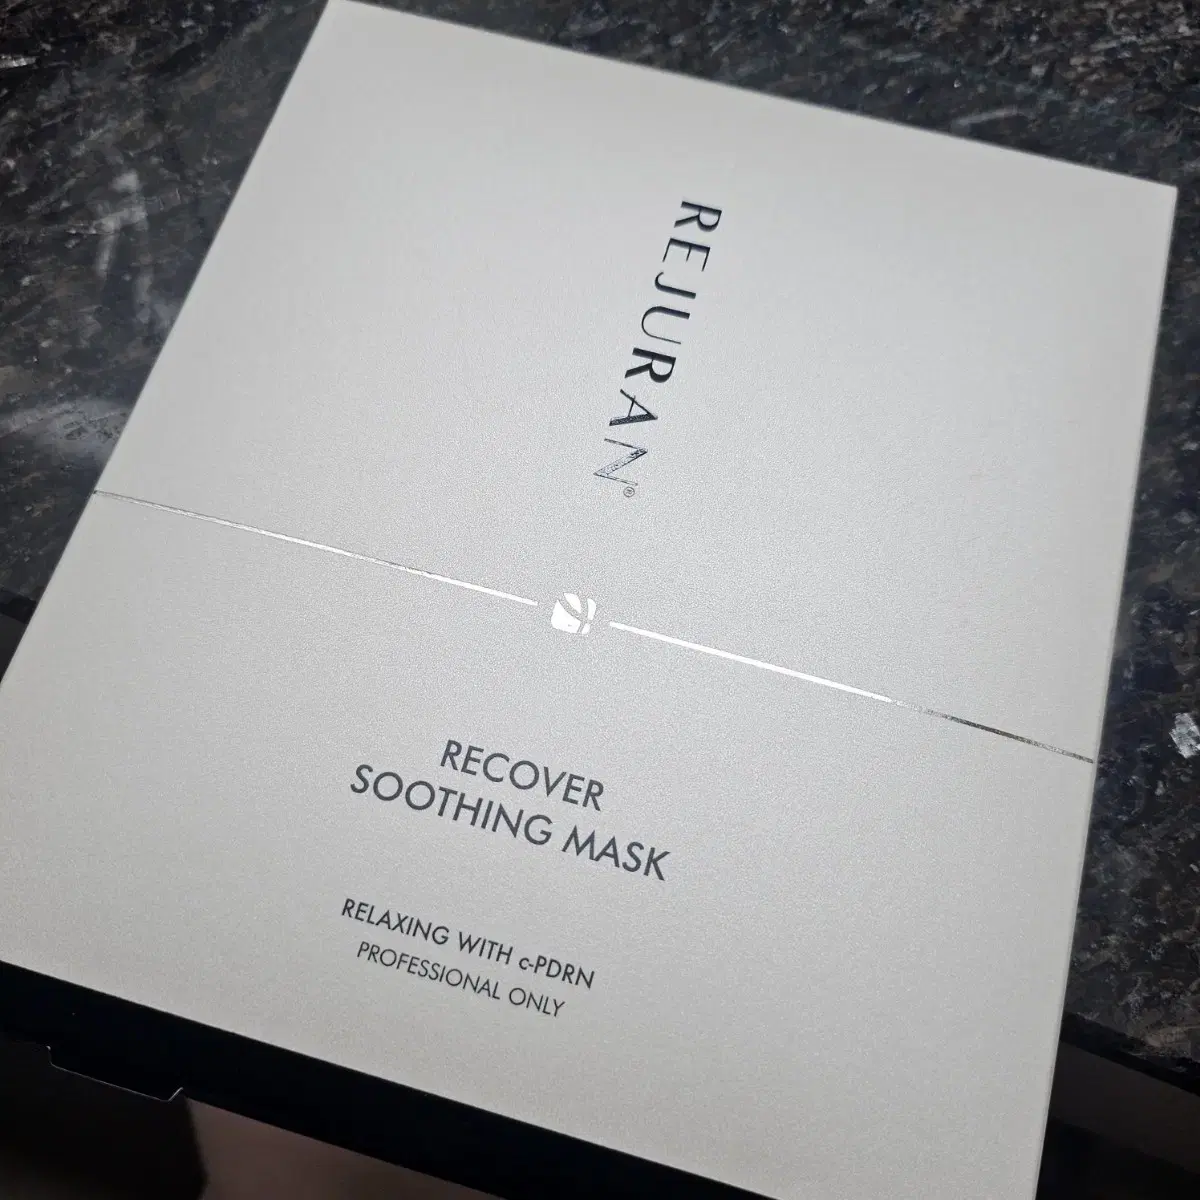 REJURAN®
RECOVER
SOOTHING MASK
RELAXING WITH c-PDRN
PROFESSIONAL ONLY